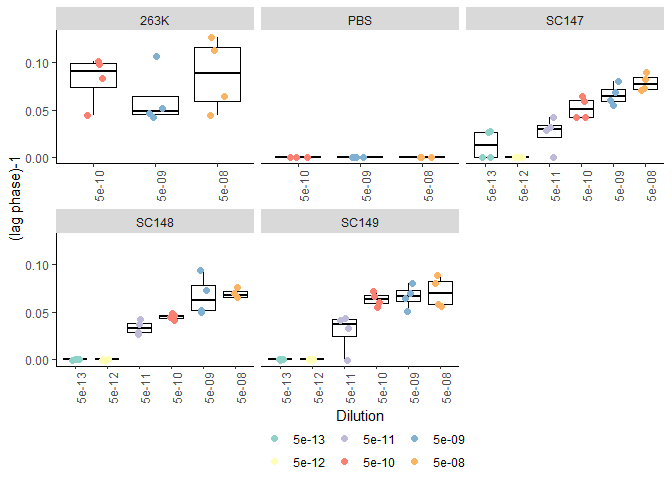 263K PBS SC147
0.10
0.05
0.00
5e-10 5e-09 5e-08 5e-10 5e-09 5e-08 5e-13 5e-12 5e-11 5e-10 5e-09 5e-08
(lag phase)-1
SC148 SC149
0.10
0.05
0.00
5e-13 5e-12 5e-11 5e-10 5e-09 5e-08 5e-13 5e-12 5e-11 5e-10 5e-09 5e-08
Dilution
5e-13 5e-11 5e-09
5e-12 5e-10 5e-08